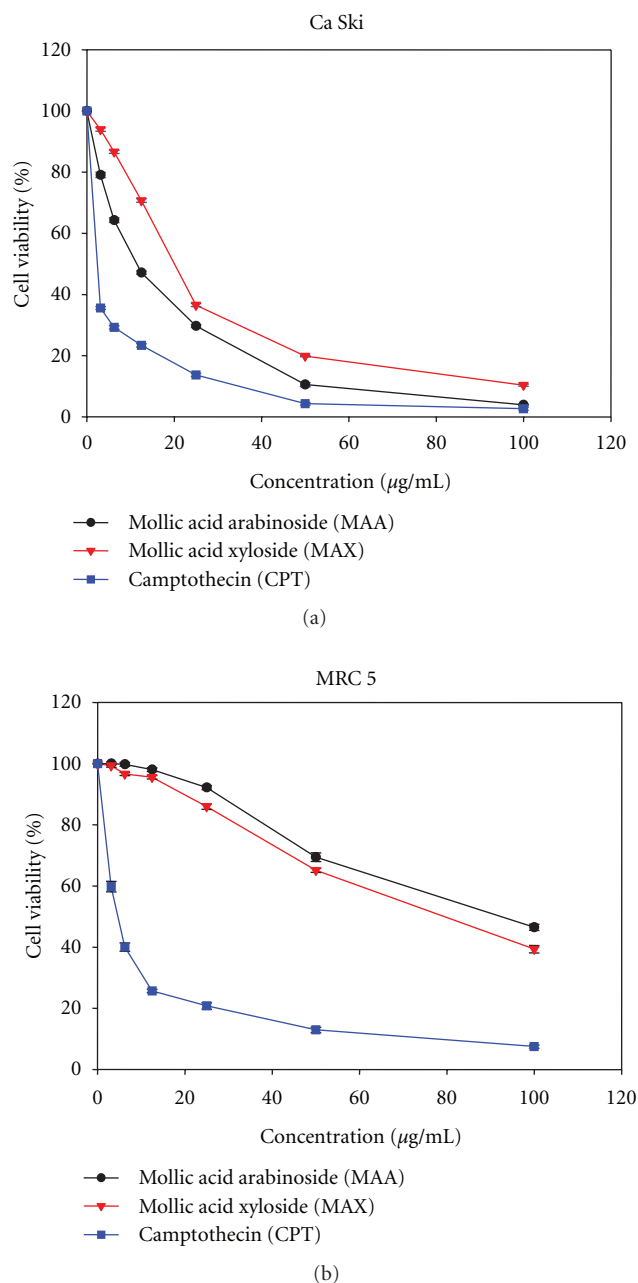 Ca Ski
120
100
80
60
40
20
0
Cell viability (%)
0 20 40 60 80 100 120
Concentration (μg/mL)
Mollic acid arabinoside (MAA)
Mollic acid xyloside (MAX)
Camptothecin (CPT)
(a)
MRC 5
120
100
80
60
40
20
0
Cell viability (%)
0 20 40 60 80 100 120
Concentration (μg/mL)
Mollic acid arabinoside (MAA)
Mollic acid xyloside (MAX)
Camptothecin (CPT)
(b)